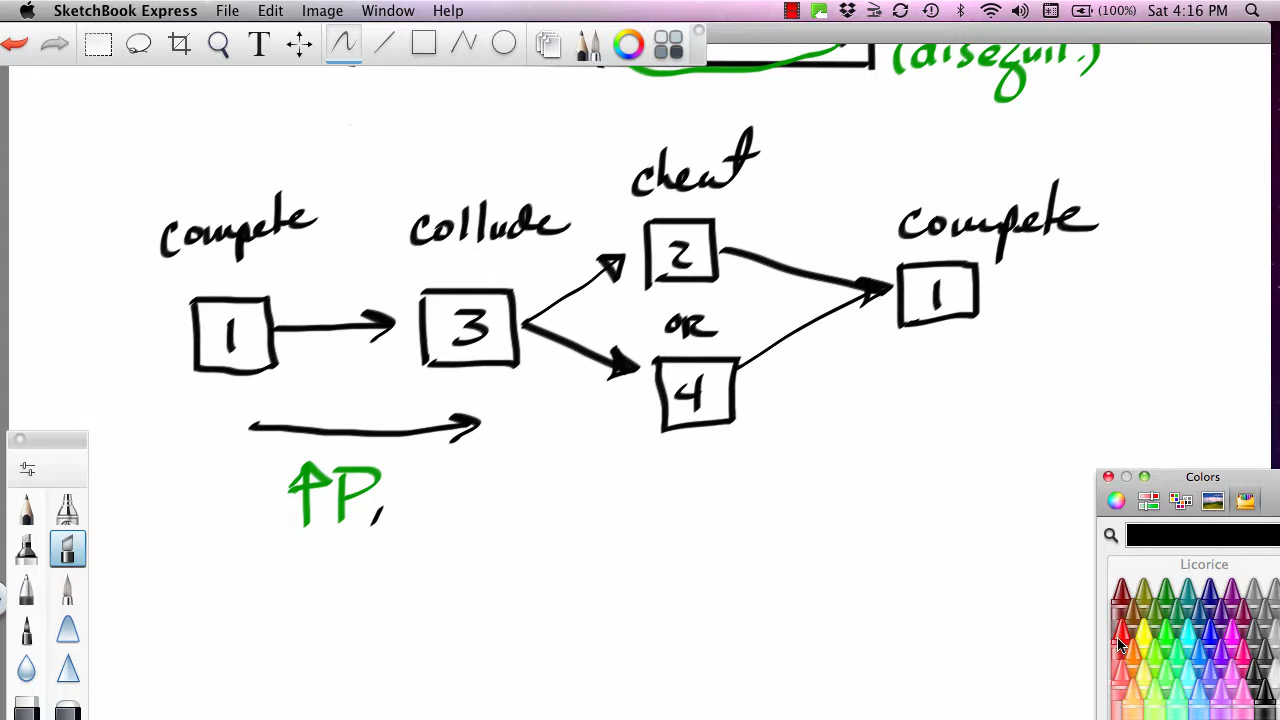 SketchBook Express File Edit Image Window Help (100%) Sat 4:16 PM
T
(disequil.)
cheat
compete collude compete
2
1 3 OR 1
4
↑P,
Colors
Licorice